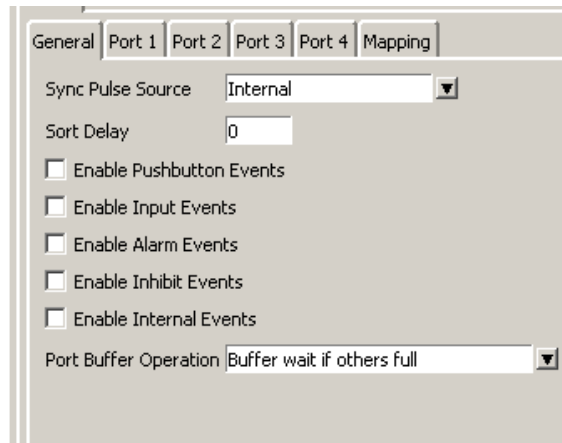 General Port 1 Port 2 Port 3 Port 4 Mapping
Sync Pulse Source Internal
Sort Delay 0
Enable Pushbutton Events
Enable Input Events
Enable Alarm Events
Enable Inhibit Events
Enable Internal Events
Port Buffer Operation Buffer wait if others full